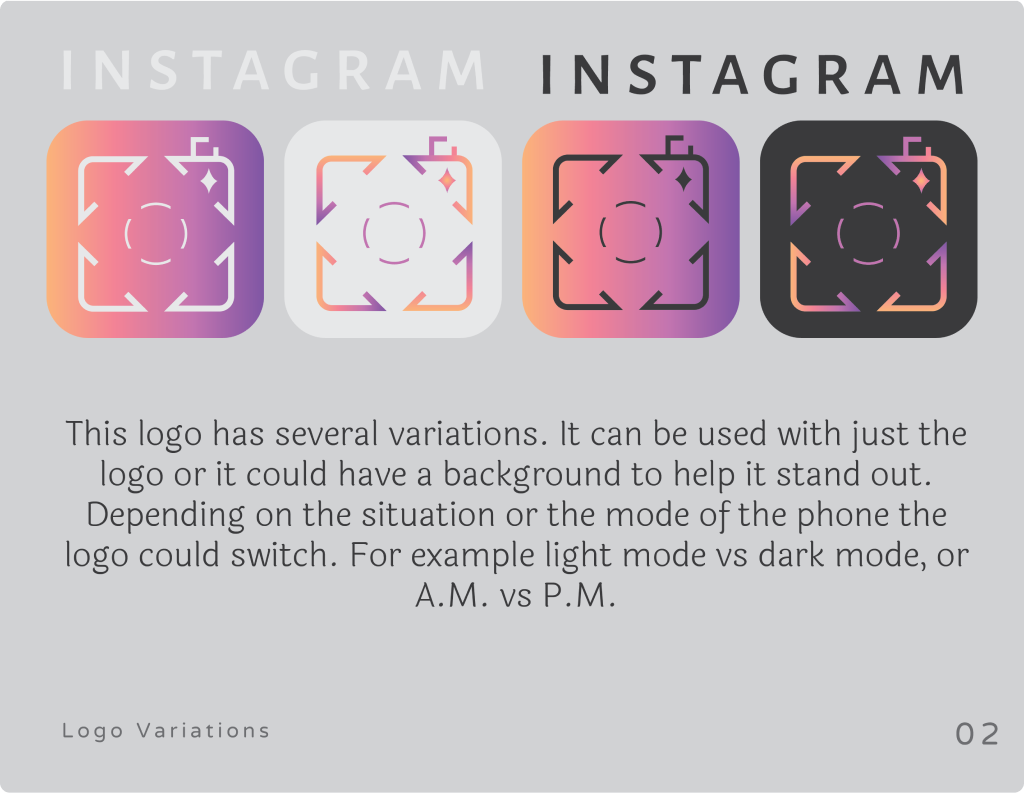 INSTAGRAM
INSTAGRAM
This logo has several variations. It can be used with just the
logo or it could have a background to help it stand out.
Depending on the situation or the mode of the phone the
logo could switch. For example light mode vs dark mode, or
A.M. vs P.M.
Logo Variations
02